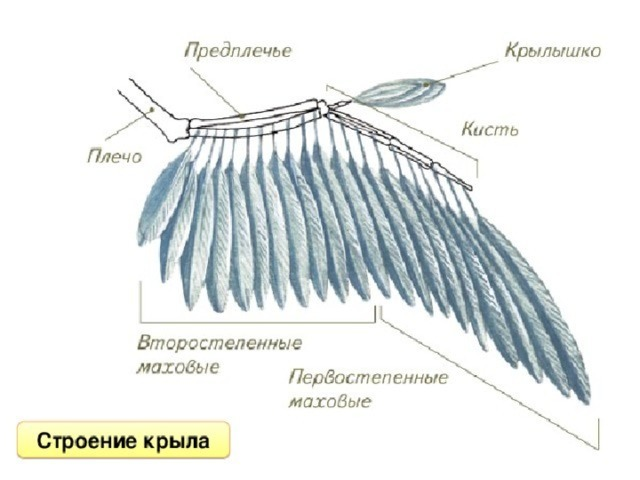 Предплечье
Крылышко
Кисть
Плечо
Второстепенные
маховые
Первостепенные
маховые
Строение крыла